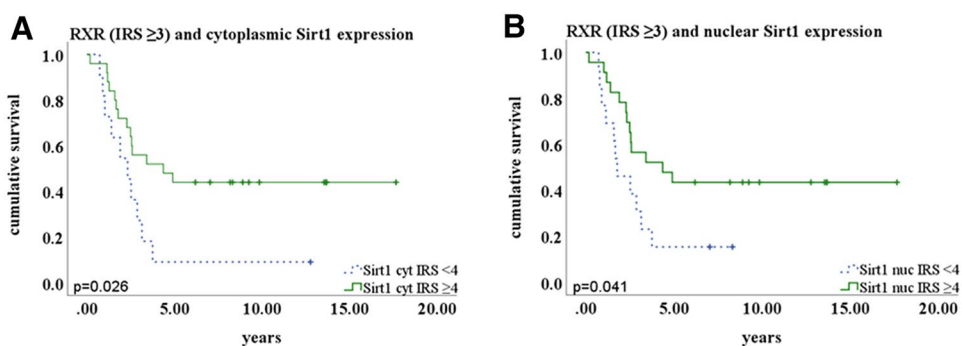 A
RXR (IRS ≥3) and cytoplasmic Sirt1 expression
cumulative survival
1.0
0.8
0.6
0.4
0.2
0.0
p=0.026
Sirt1 cyt IRS <4
Sirt1 cyt IRS ≥4
.00 5.00 10.00 15.00 20.00
years
B
RXR (IRS ≥3) and nuclear Sirt1 expression
cumulative survival
1.0
0.8
0.6
0.4
0.2
0.0
p=0.041
Sirt1 nuc IRS <4
Sirt1 nuc IRS ≥4
.00 5.00 10.00 15.00 20.00
years